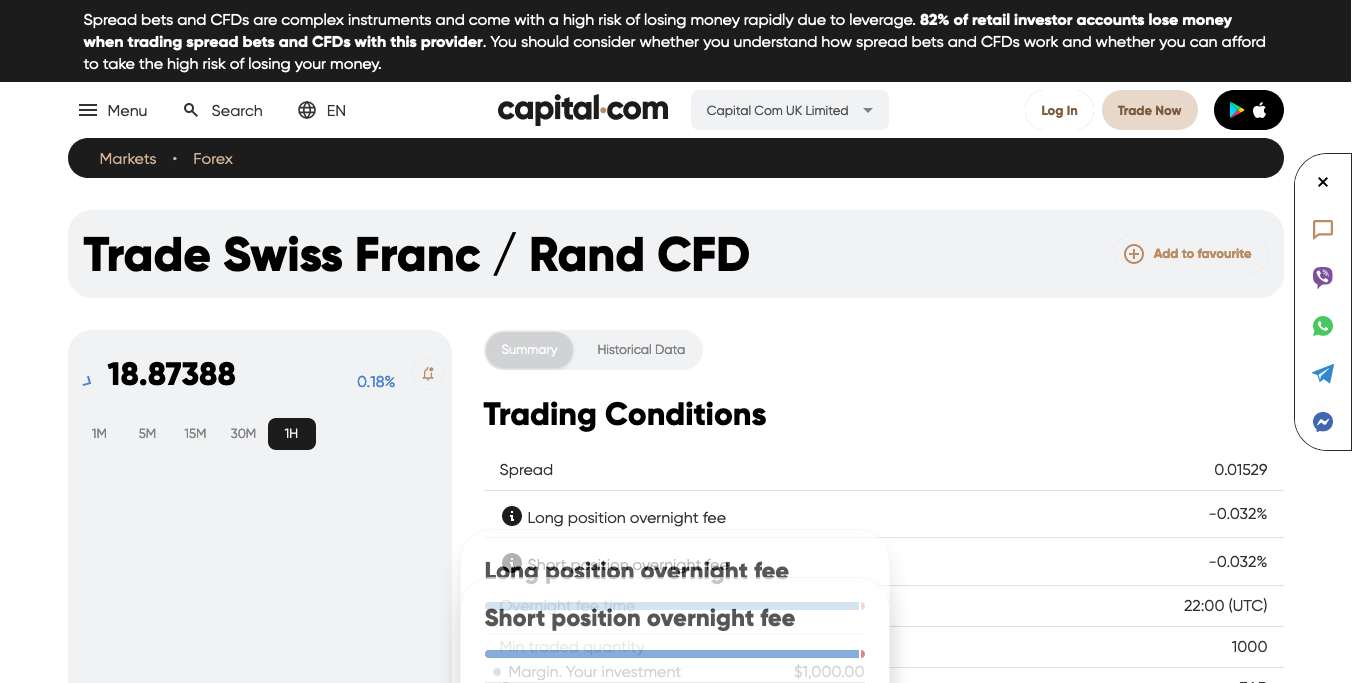 Spread bets and CFDs are complex instruments and come with a high risk of losing money rapidly due to leverage. 82% of retail investor accounts lose money
when trading spread bets and CFDs with this provider. You should consider whether you understand how spread bets and CFDs work and whether you can afford
to take the high risk of losing your money.
Menu Search EN capital.com Capital Com UK Limited Log In Trade Now
Markets • Forex
Trade Swiss Franc / Rand CFD Add to favourite
18.87388 0.18%
1M 5M 15M 30M 1H
Summary Historical Data
Trading Conditions
Spread 0.01529
Long position overnight fee -0.032%
Short position overnight fee -0.032%
Long position overnight fee
Overnight fee time 22:00 (UTC)
Short position overnight fee
Min traded quantity 1000
Margin. Your investment $1,000.00